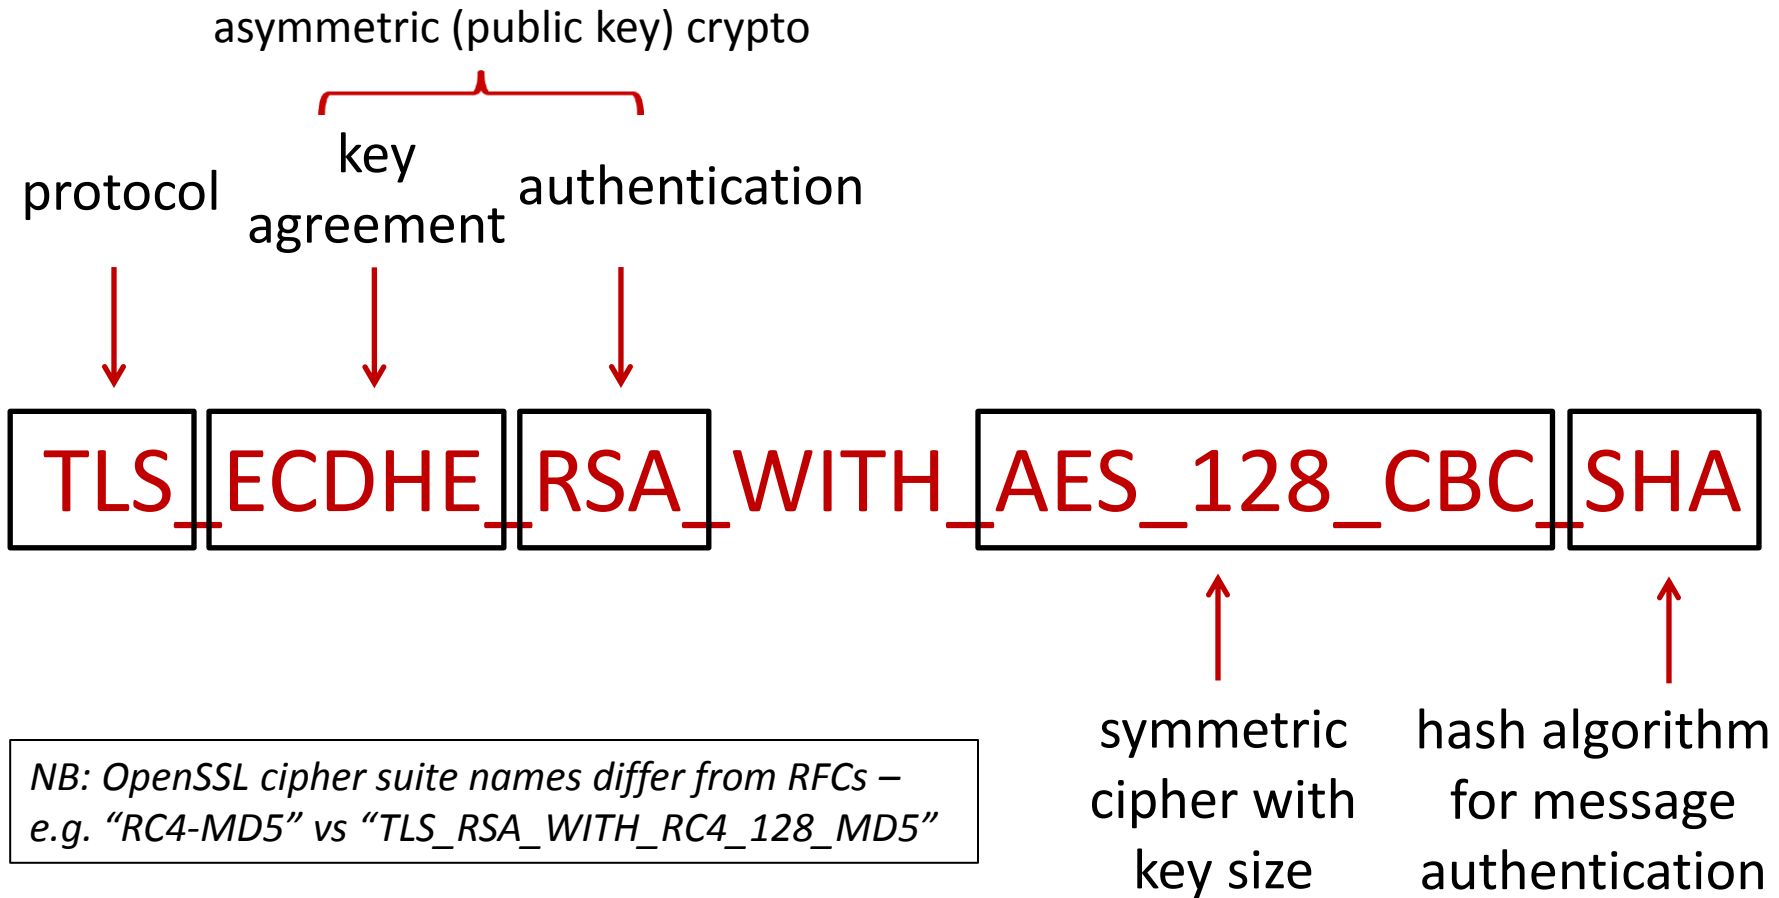 asymmetric (public key) crypto
protocol
key
agreement
authentication
TLS_ECDHE_RSA_WITH_AES_128_CBC_SHA
symmetric
cipher with
key size
hash algorithm
for message
authentication
NB: OpenSSL cipher suite names differ from RFCs –
e.g. “RC4-MD5” vs “TLS_RSA_WITH_RC4_128_MD5”